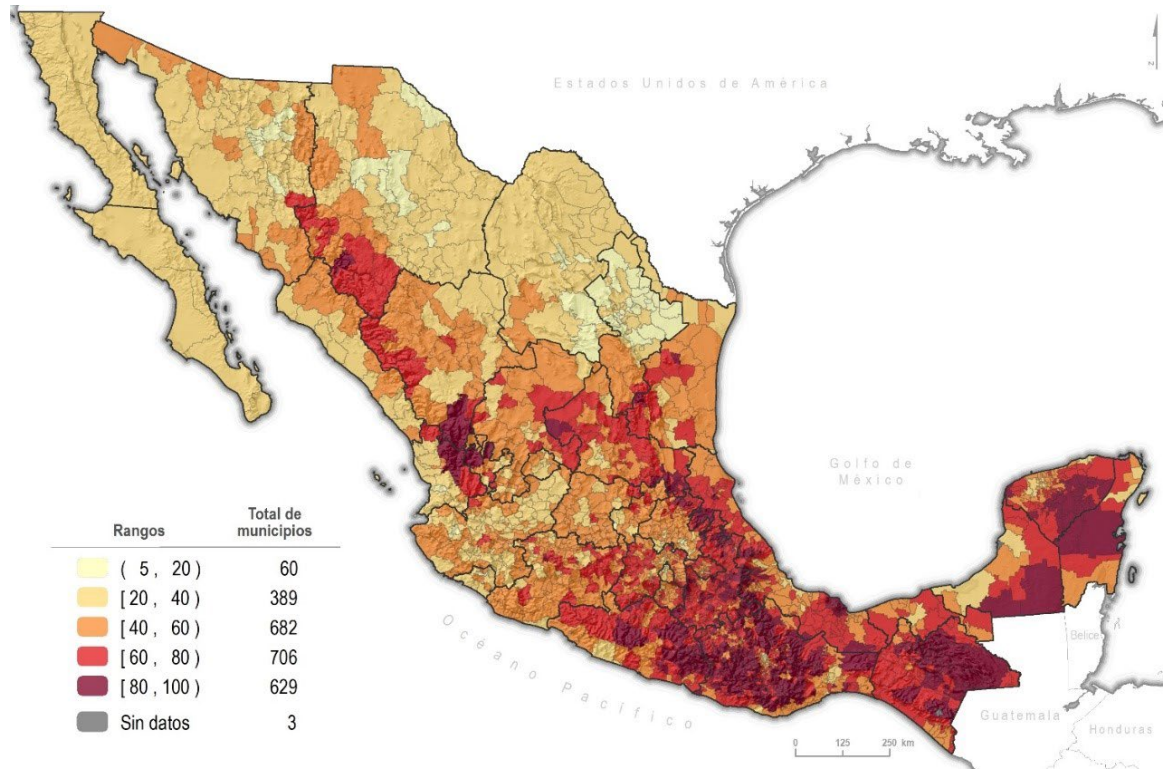 Estados Unidos de América
Golfo de
México
Océano Pacífico
Belice
Guatemala
Honduras
Rangos Total de
municipios
( 5 , 20 ) 60
[ 20 , 40 ) 389
[ 40 , 60 ) 682
[ 60 , 80 ) 706
[ 80 , 100 ) 629
Sin datos 3
0 125 250 km